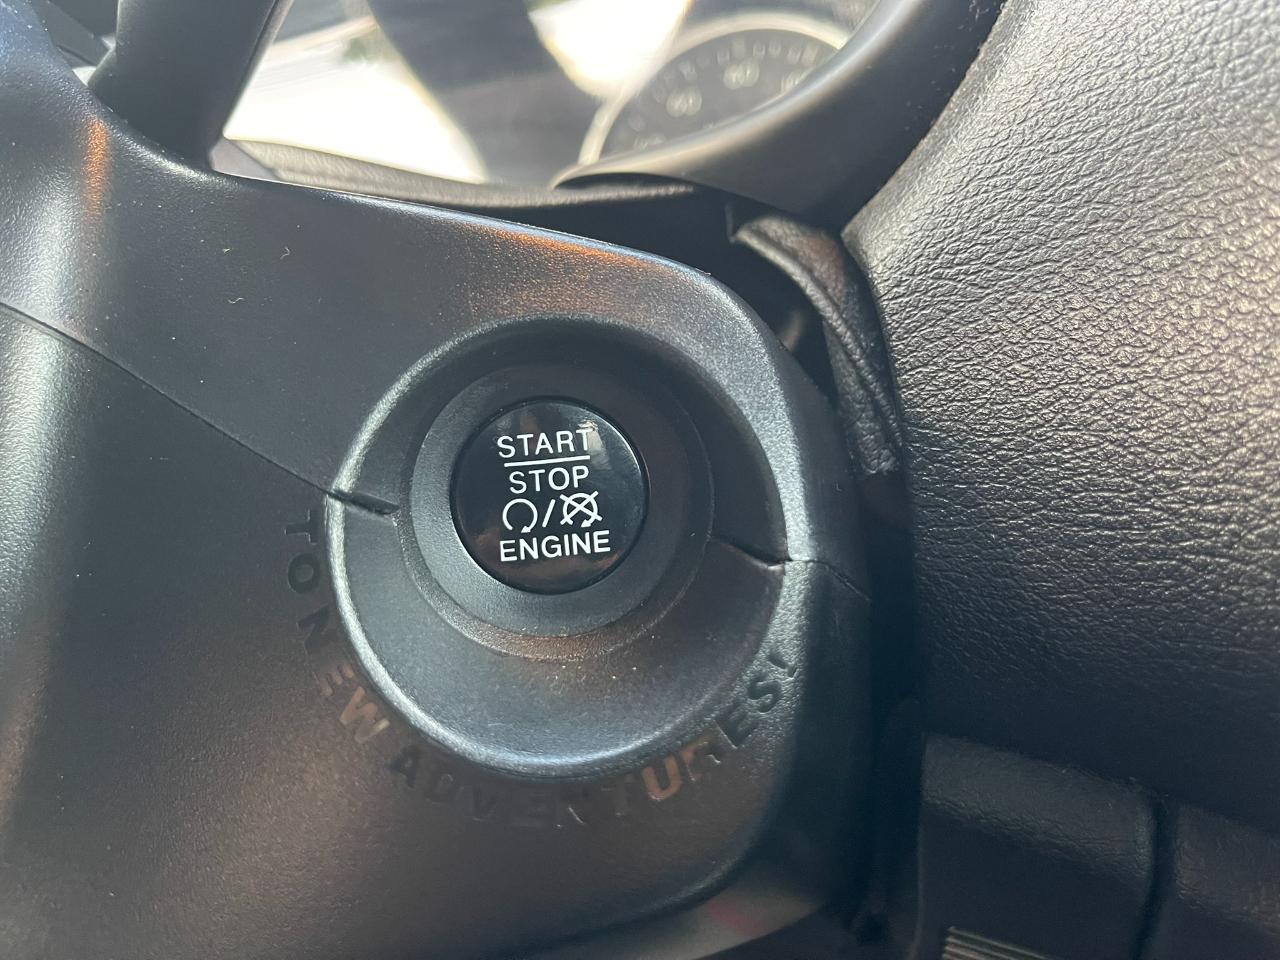 START
STOP
/
ENGINE
TO NEW ADVENTURES!